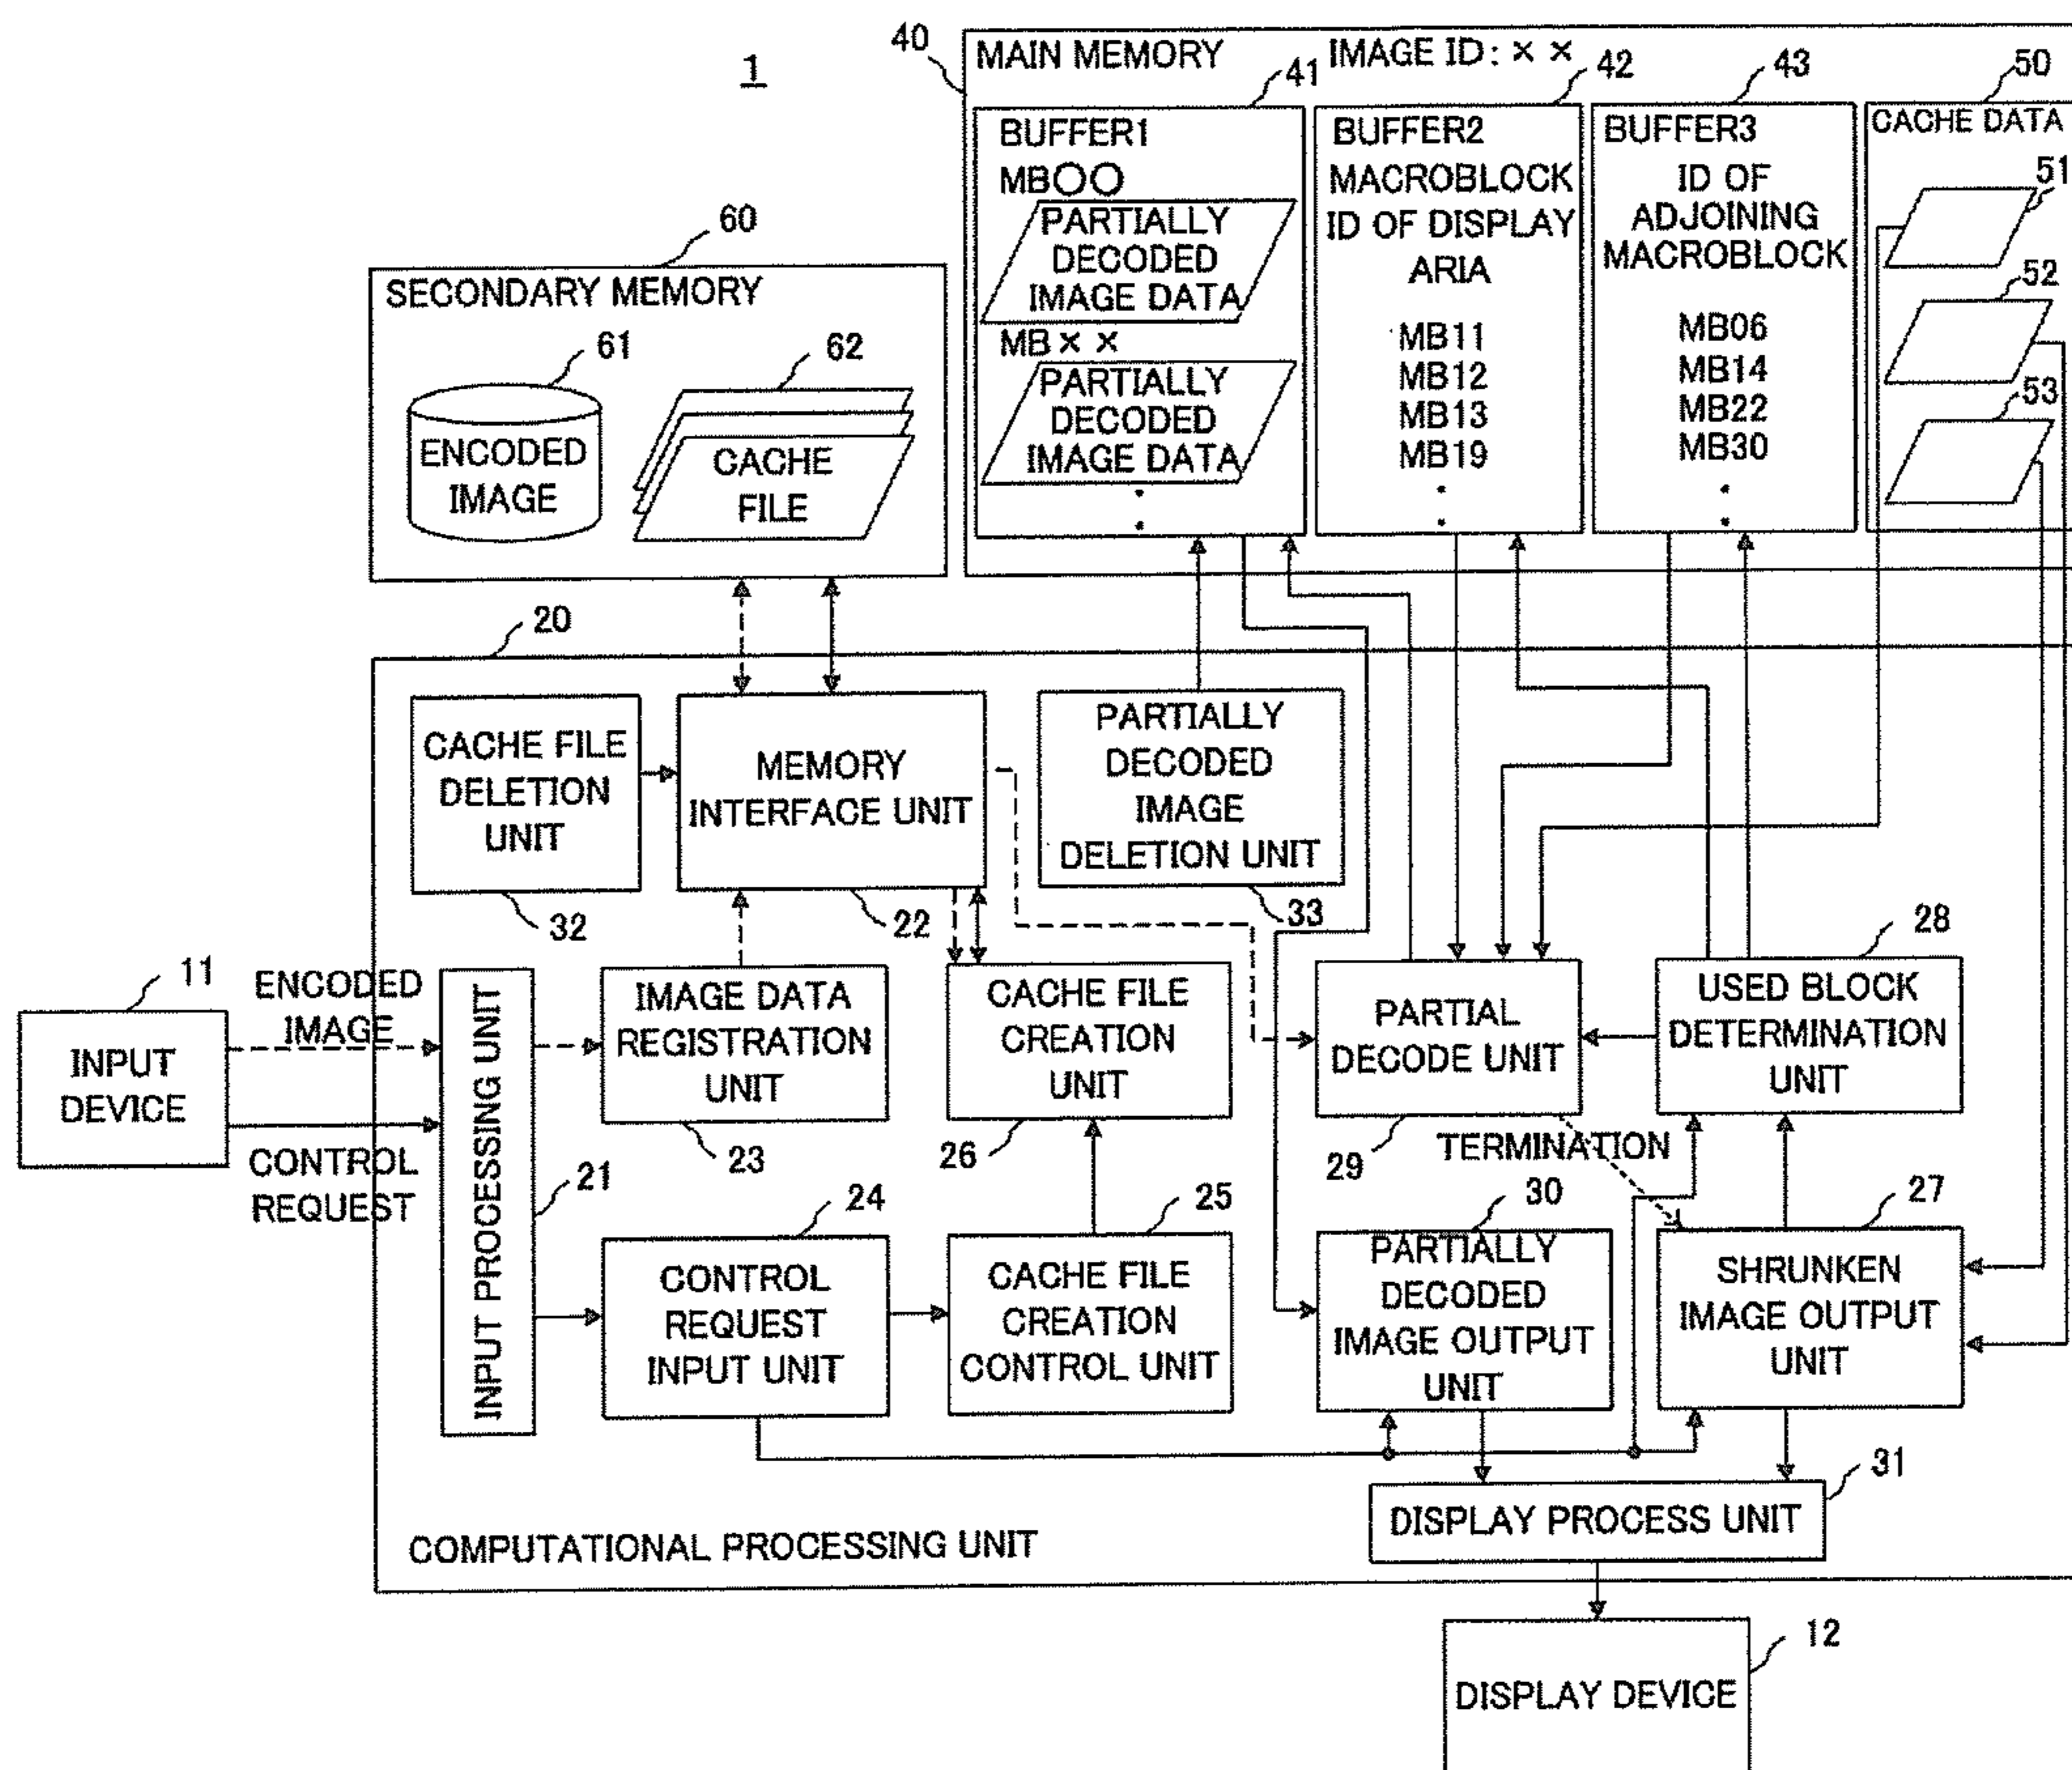 1
40
MAIN MEMORY
IMAGE ID : × ×
41
42
43
50
BUFFER1
MB○○
PARTIALLY
DECODED
IMAGE DATA
MB× ×
PARTIALLY
DECODED
IMAGE DATA
BUFFER2
MACROBLOCK
ID OF DISPLAY
ARIA
MB11
MB12
MB13
MB19
BUFFER3
ID OF
ADJOINING
MACROBLOCK
MB06
MB14
MB22
MB30
CACHE DATA
51
52
53
60
SECONDARY MEMORY
61
62
ENCODED
IMAGE
CACHE
FILE
20
CACHE FILE
DELETION
UNIT
32
MEMORY
INTERFACE UNIT
22
PARTIALLY
DECODED
IMAGE
DELETION UNIT
33
11
INPUT
DEVICE
ENCODED
IMAGE
CONTROL
REQUEST
INPUT PROCESSING UNIT
21
IMAGE DATA
REGISTRATION
UNIT
23
CACHE FILE
CREATION
UNIT
26
PARTIAL
DECODE UNIT
29
TERMINATION
28
USED BLOCK
DETERMINATION
UNIT
24
CONTROL
REQUEST
INPUT UNIT
25
CACHE FILE
CREATION
CONTROL UNIT
30
PARTIALLY
DECODED
IMAGE OUTPUT
UNIT
27
SHRUNKEN
IMAGE OUTPUT
UNIT
31
DISPLAY PROCESS UNIT
COMPUTATIONAL PROCESSING UNIT
12
DISPLAY DEVICE